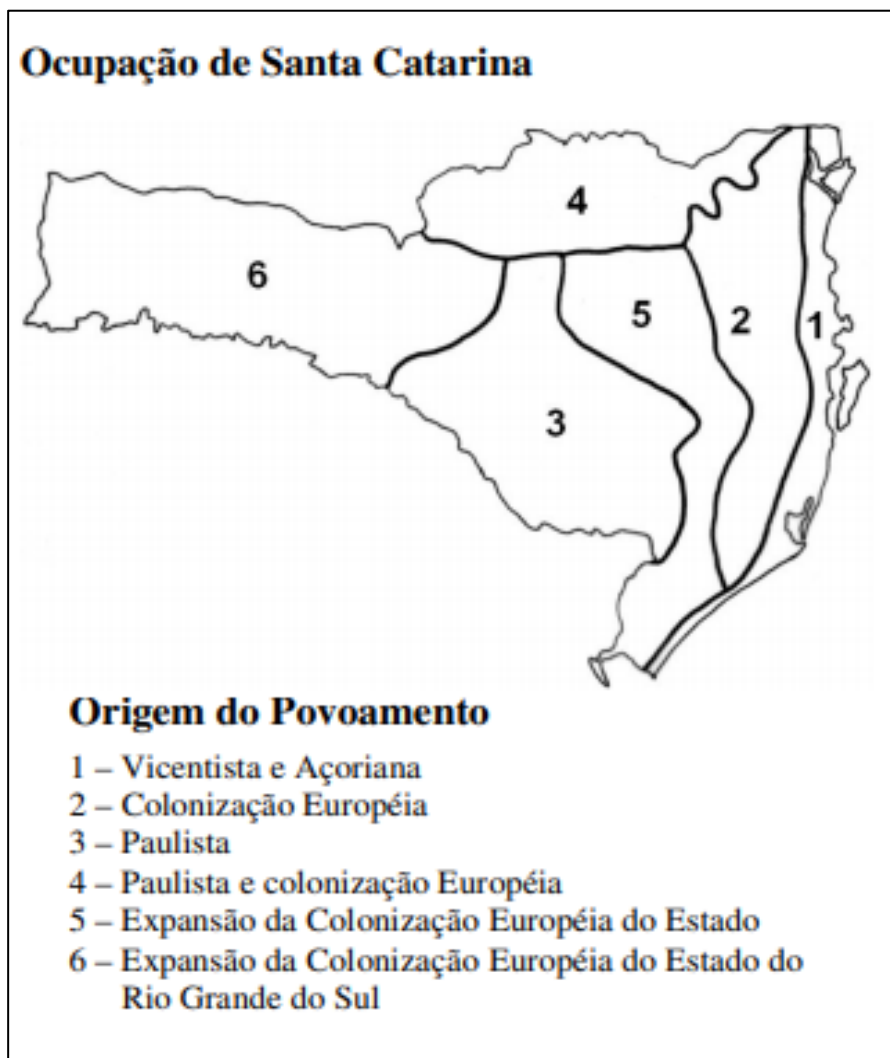 Ocupação de Santa Catarina
4
6
5
2
1
3
Origem do Povoamento
1 – Vicentista e Açoriana
2 – Colonização Européia
3 – Paulista
4 – Paulista e colonização Européia
5 – Expansão da Colonização Européia do Estado
6 – Expansão da Colonização Européia do Estado do
Rio Grande do Sul